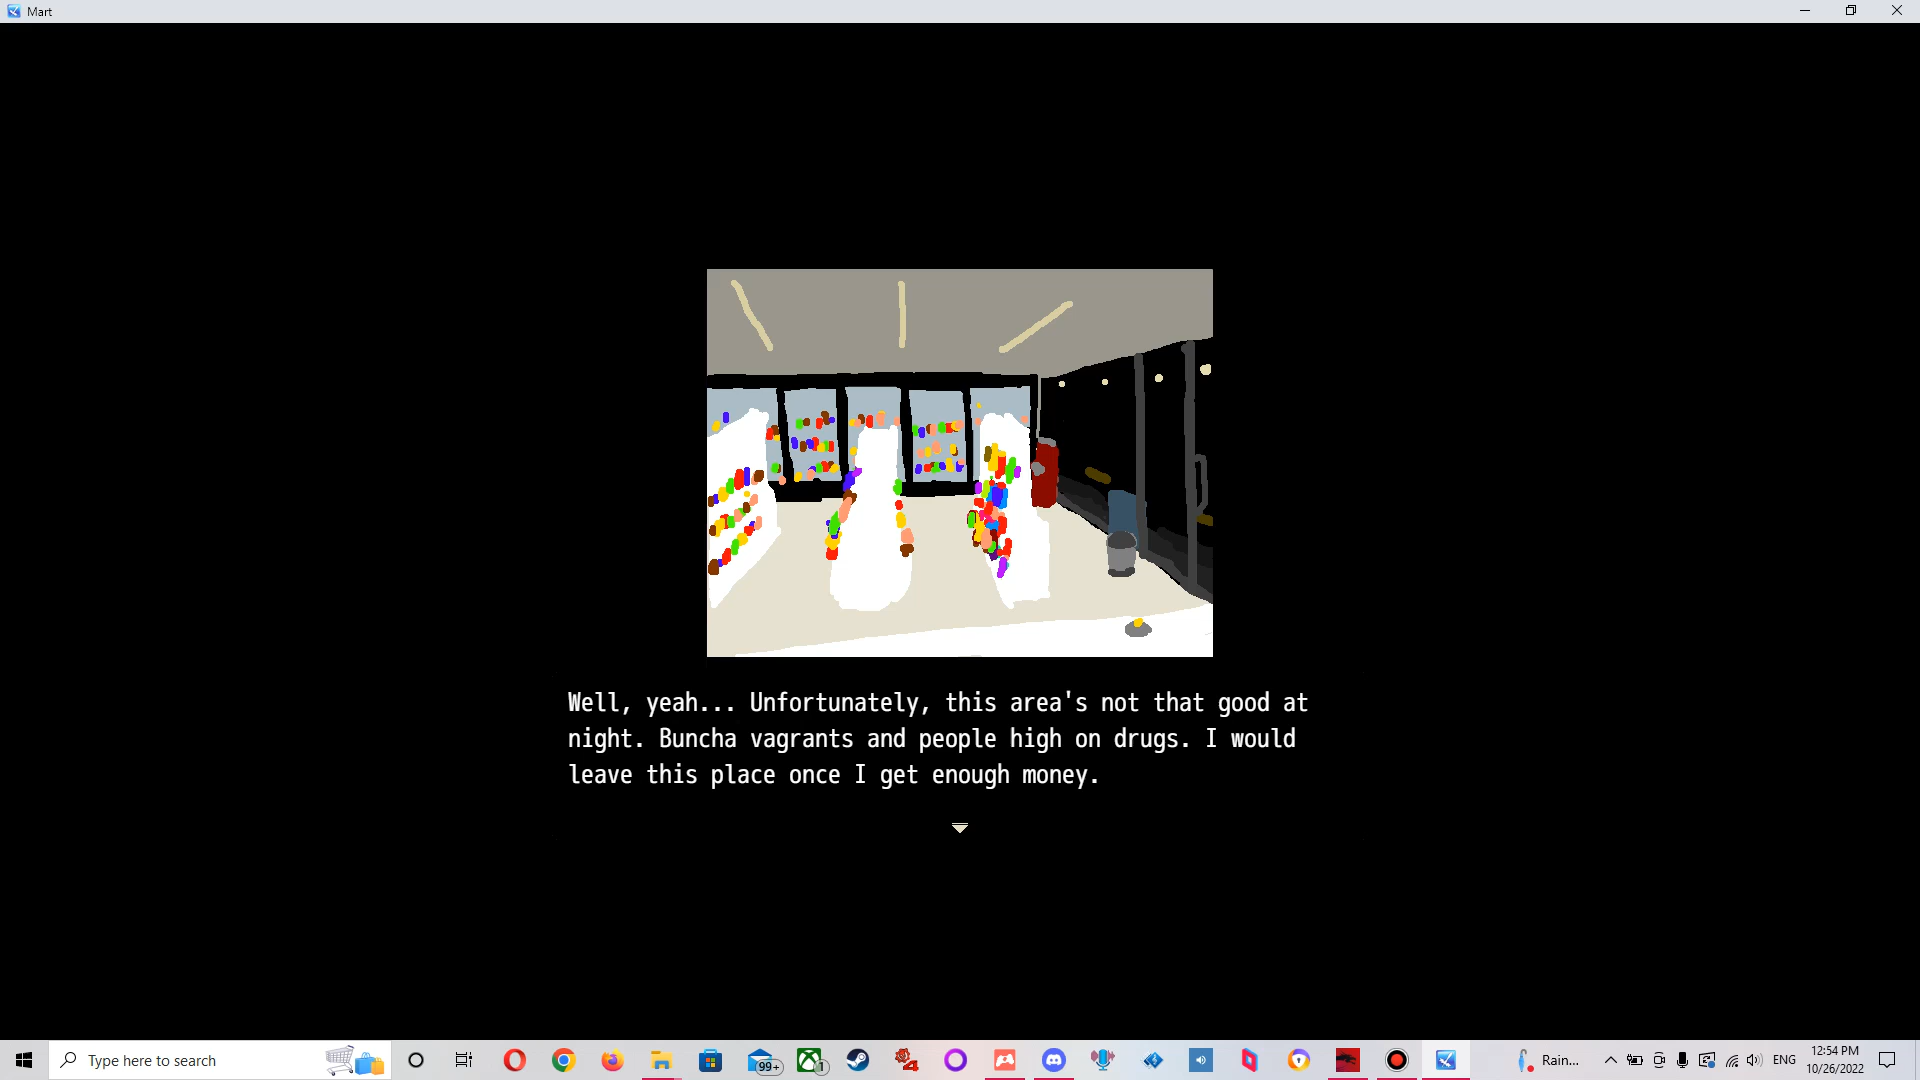 Mart
Well, yeah... Unfortunately, this area's not that good at
night. Buncha vagrants and people high on drugs. I would
leave this place once I get enough money.
Type here to search
99+
1
4
Rain...
ENG
12:54 PM
10/26/2022